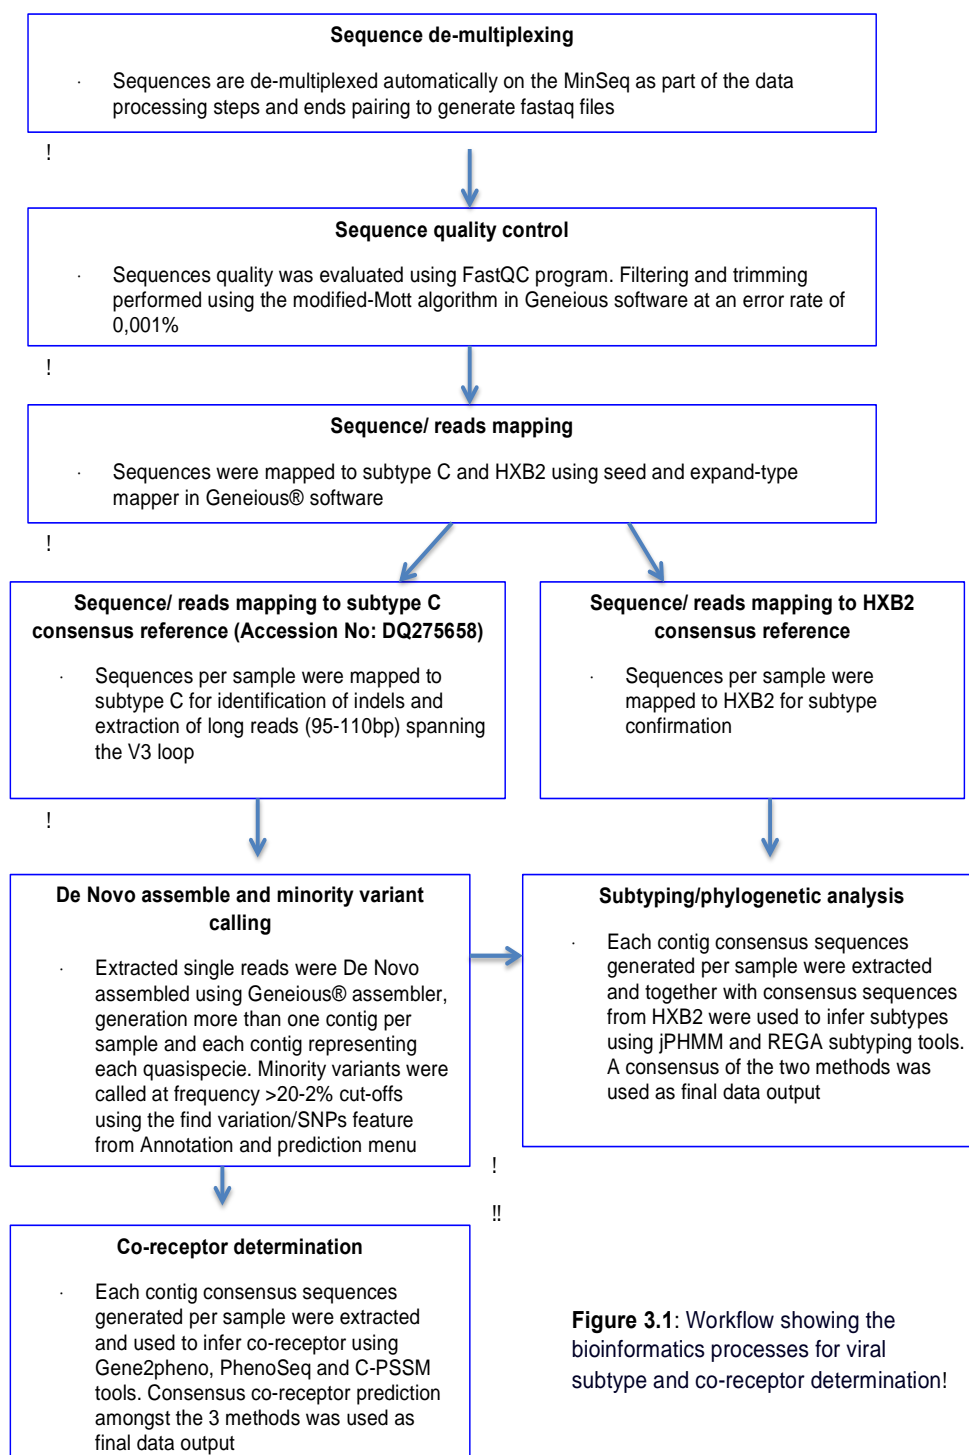 Sequence de-multiplexing
· Sequences are de-multiplexed automatically on the MinSeq as part of the data
processing steps and ends pairing to generate fastaq files
!
Sequence quality control
· Sequences quality was evaluated using FastQC program. Filtering and trimming
performed using the modified-Mott algorithm in Geneious software at an error rate of
0,001%
!
Sequence/ reads mapping
· Sequences were mapped to subtype C and HXB2 using seed and expand-type
mapper in Geneious® software
!
Sequence/ reads mapping to subtype C
consensus reference (Accession No: DQ275658)
· Sequences per sample were mapped to
subtype C for identification of indels and
extraction of long reads (95-110bp) spanning
the V3 loop
Sequence/ reads mapping to HXB2
consensus reference
· Sequences per sample were
mapped to HXB2 for subtype
confirmation
!
De Novo assemble and minority variant
calling
· Extracted single reads were De Novo
assembled using Geneious® assembler,
generation more than one contig per
sample and each contig representing
each quasispecie. Minority variants were
called at frequency >20-2% cut-offs
using the find variation/SNPs feature
from Annotation and prediction menu
Subtyping/phylogenetic analysis
· Each contig consensus sequences
generated per sample were extracted
and together with consensus sequences
from HXB2 were used to infer subtypes
using jPHMM and REGA subtyping tools.
A consensus of the two methods was
used as final data output
!
!!
Co-receptor determination
· Each contig consensus sequences
generated per sample were extracted
and used to infer co-receptor using
Gene2pheno, PhenoSeq and C-PSSM
tools. Consensus co-receptor prediction
amongst the 3 methods was used as
final data output
Figure 3.1: Workflow showing the
bioinformatics processes for viral
subtype and co-receptor determination!